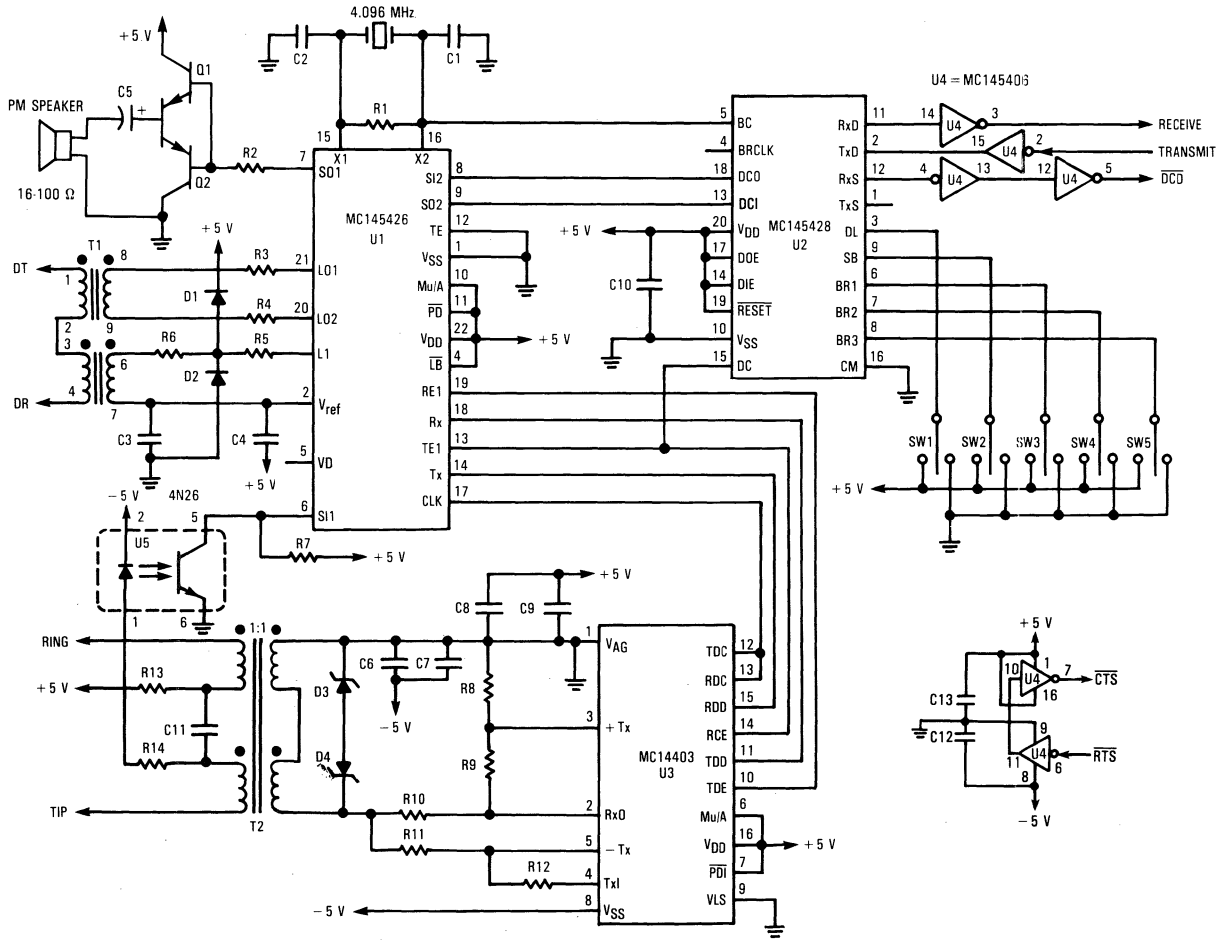 4.096 MHz
+5.V
Q1
C2
C1
C5
+
PM SPEAKER
16-100 Ω
Q2
R2
R1
15
16
7
X1
X2
SO1
8
SI2
9
SO2
12
TE
1
VSS
10
Mu/A
11
PD
22
VDD
4
LB
19
RE1
18
Rx
13
TE1
14
Tx
17
CLK
MC145426
U1
21
LO1
20
LO2
L1
2
Vref
5
VD
6
SI1
+5 V
T1
DT
1
8
R3
D1
R4
2
9
3
R6
R5
6
D2
DR
4
7
C3
C4
+5 V
-5 V
4N26
2
5
U5
R7
+5 V
1
6
U4 = MC145406
5
BC
4
BRCLK
18
DCO
13
DCI
20
VDD
17
DOE
14
DIE
19
RESET
10
VSS
15
DC
MC145428
U2
RxD
11
TxD
2
RxS
12
TxS
1
DL
3
SB
9
BR1
6
BR2
7
BR3
8
CM
16
14
U4
3
RECEIVE
15
U4
2
TRANSMIT
4
U4
13
12
U4
5
DCD
+5 V
C10
+5 V
SW1
SW2
SW3
SW4
SW5
+5 V
RING
1:1
R13
+5 V
C11
R14
TIP
T2
D3
D4
C6
C7
-5 V
C8
C9
+5 V
R8
R9
R10
R11
R12
-5 V
1
VAG
3
+Tx
2
RxO
5
-Tx
4
TxI
8
VSS
MC14403
U3
TDC
12
RDC
13
RDD
15
RCE
14
TDD
11
TDE
10
Mu/A
6
VDD
16
PDI
7
VLS
9
+5 V
+5 V
10
1
U4
7
CTS
16
C13
C12
9
U4
11
6
RTS
8
-5 V